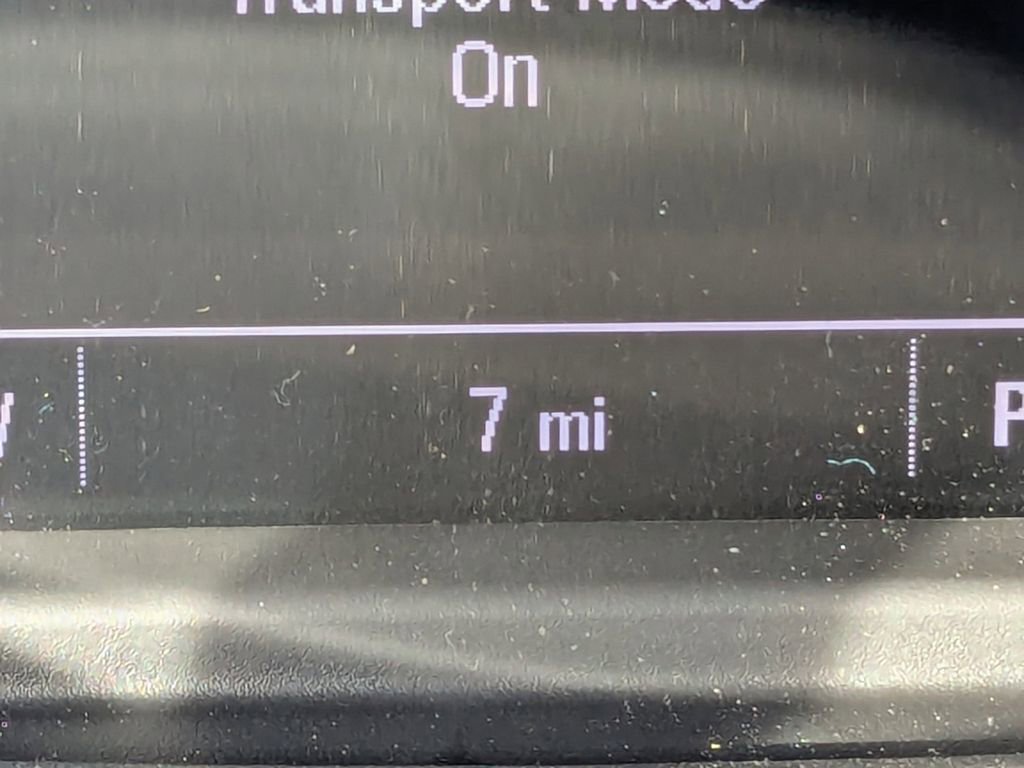 Transport Mode
On
7 mi
P